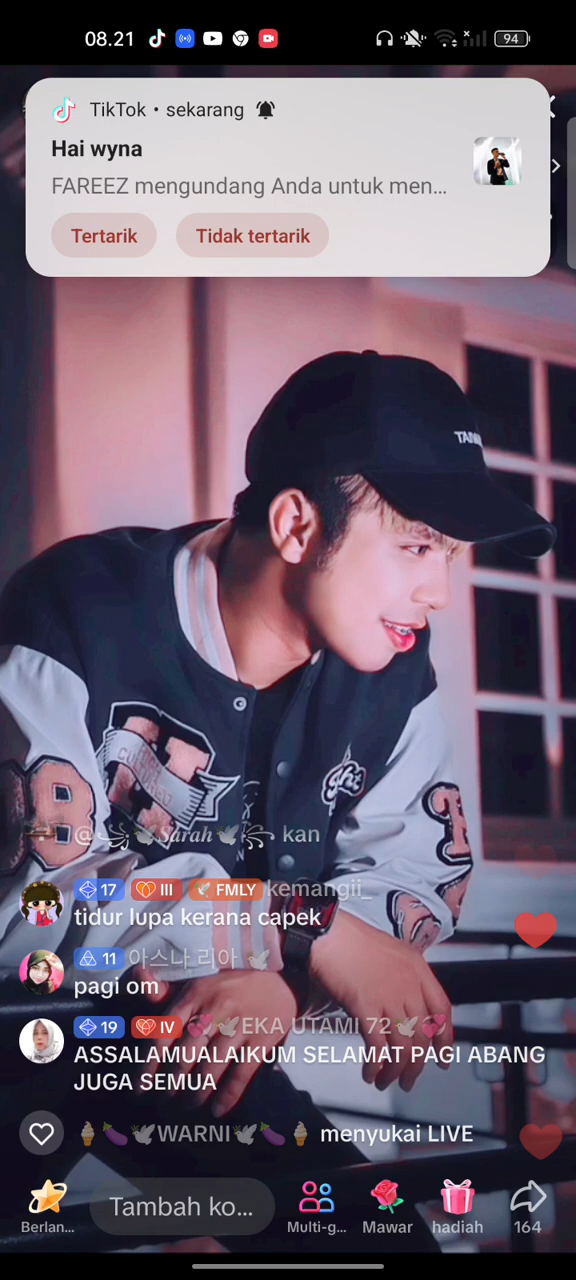 08.21
94
TikTok • sekarang
Hai wyna
FAREEZ mengundang Anda untuk men...
Tertarik
Tidak tertarik
@꧁🕊Sarah🕊꧂ kan
17 III 🕊 FMLY kemangii_
tidur lupa kerana capek
11 아스나 리아 🕊
pagi om
19 IV 💞🕊EKA UTAMI 72🕊💞
ASSALAMUALAIKUM SELAMAT PAGI ABANG
JUGA SEMUA
🍦🍆🕊WARNI🕊🍆🍦 menyukai LIVE
Berlan...
Tambah ko...
Multi-g...
Mawar
hadiah
164